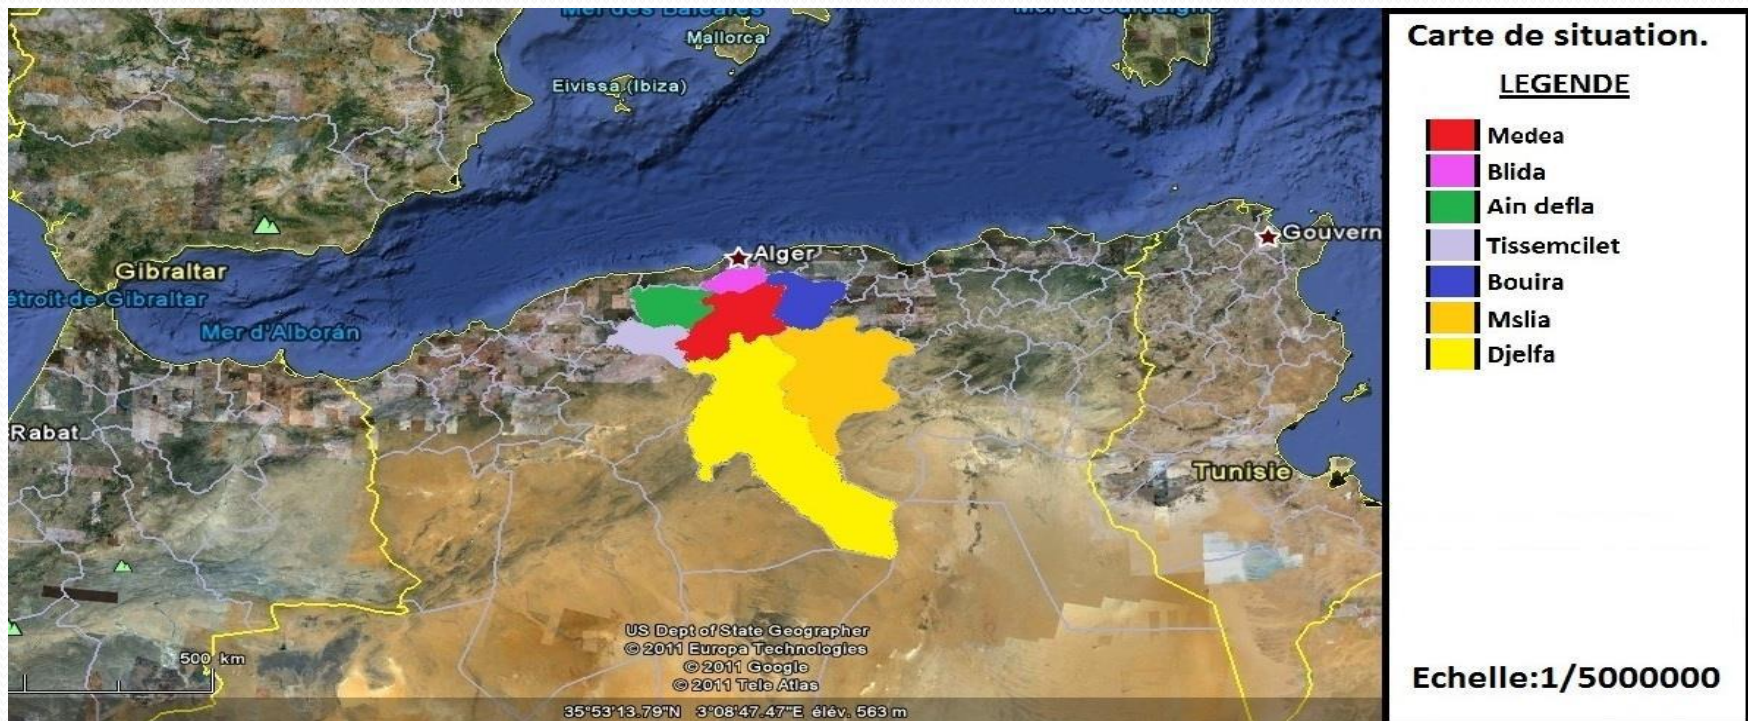 Mer des Baléares
Mer de Sardaigne
Mallorca
Eivissa (Ibiza)
Alger
Gouvern
Gibraltar
étroit de Gibraltar
Mer d'Alborán
Rabat
Tunisie
500 km
US Dept of State Geographer
© 2011 Europa Technologies
© 2011 Google
© 2011 Tele Atlas
35°53'13.79"N 3°08'47.47"E élév. 563 m
Carte de situation.
LEGENDE
Medea
Blida
Ain defla
Tissemcilet
Bouira
Mslia
Djelfa
Echelle:1/5000000